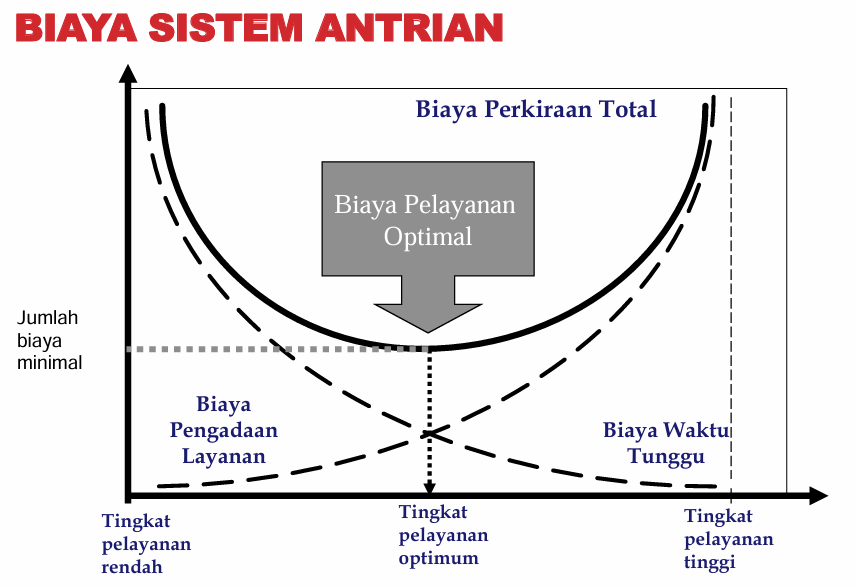 BIAYA SISTEM ANTRIAN
Biaya Perkiraan Total
Biaya Pelayanan
Optimal
Jumlah
biaya
minimal
Biaya
Pengadaan
Layanan
Biaya Waktu
Tunggu
Tingkat
pelayanan
rendah
Tingkat
pelayanan
optimum
Tingkat
pelayanan
tinggi